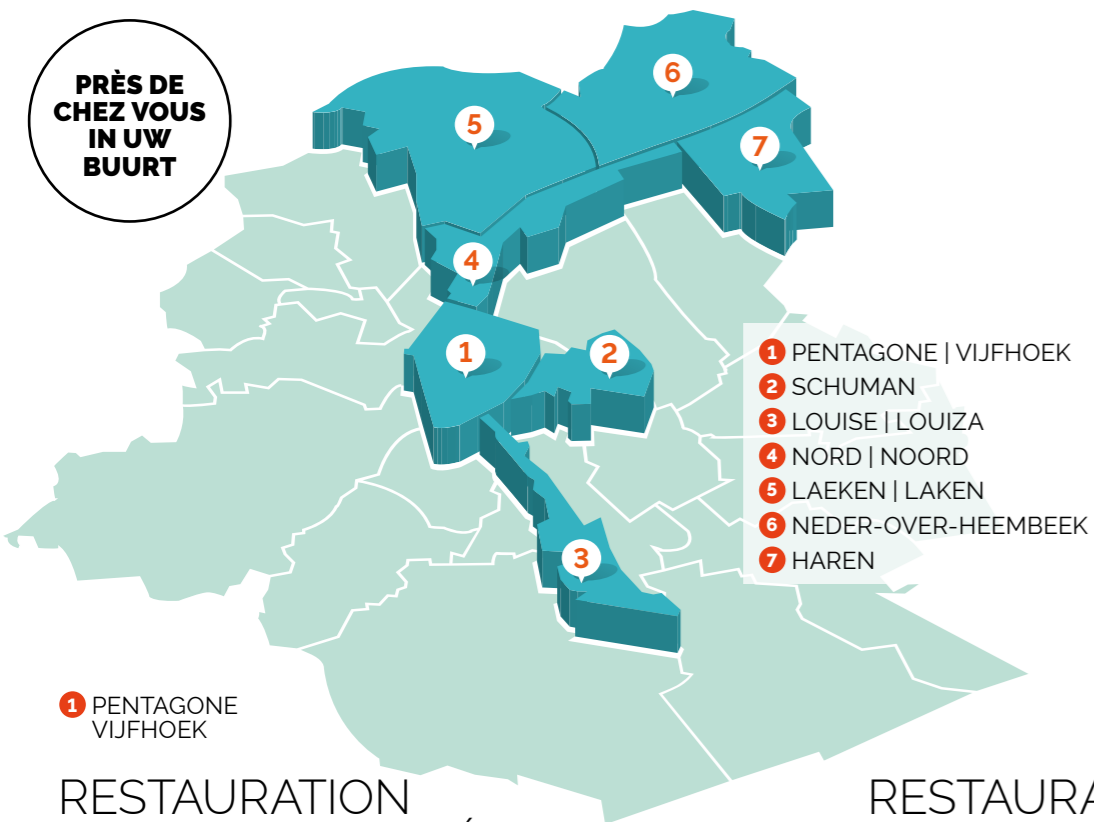 PRÈS DE
CHEZ VOUS
IN UW
BUURT
6
5
7
4
1
2
3
1 PENTAGONE | VIJFHOEK
2 SCHUMAN
3 LOUISE | LOUIZA
4 NORD | NOORD
5 LAEKEN | LAKEN
6 NEDER-OVER-HEEMBEEK
7 HAREN
1 PENTAGONE
VIJFHOEK
RESTAURATION